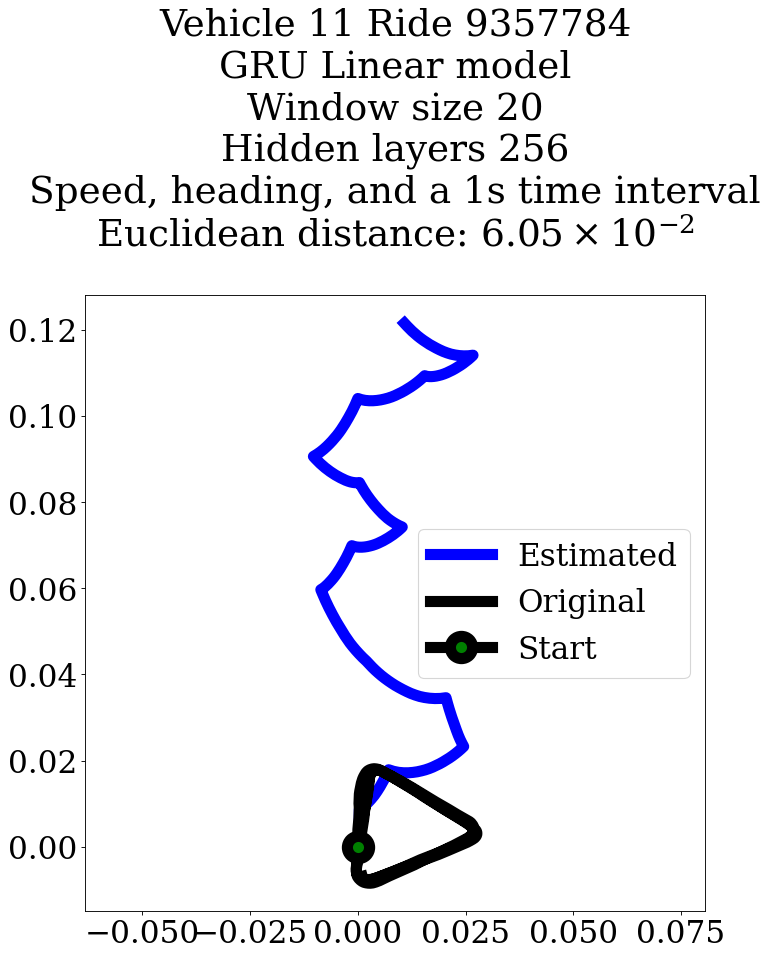 Vehicle 11 Ride 9357784
GRU Linear model
Window size 20
Hidden layers 256
Speed, heading, and a 1s time interval
Euclidean distance: 6.05 × 10⁻²
0.12
0.10
0.08
0.06
0.04
0.02
0.00
Estimated
Original
Start
−0.050
−0.025
0.000
0.025
0.050
0.075